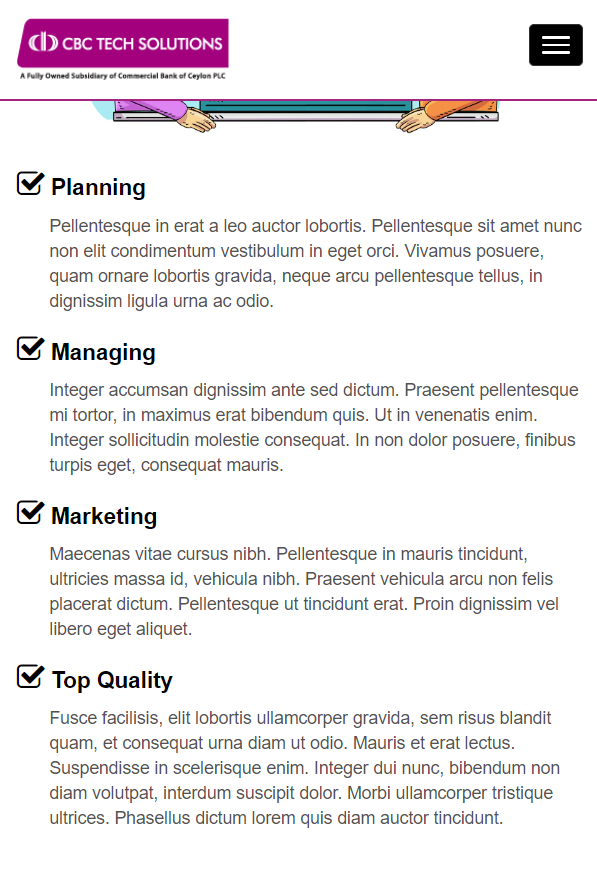 CBC TECH SOLUTIONS
A Fully Owned Subsidiary of Commercial Bank of Ceylon PLC
Planning
Pellentesque in erat a leo auctor lobortis. Pellentesque sit amet nunc
non elit condimentum vestibulum in eget orci. Vivamus posuere,
quam ornare lobortis gravida, neque arcu pellentesque tellus, in
dignissim ligula urna ac odio.
Managing
Integer accumsan dignissim ante sed dictum. Praesent pellentesque
mi tortor, in maximus erat bibendum quis. Ut in venenatis enim.
Integer sollicitudin molestie consequat. In non dolor posuere, finibus
turpis eget, consequat mauris.
Marketing
Maecenas vitae cursus nibh. Pellentesque in mauris tincidunt,
ultricies massa id, vehicula nibh. Praesent vehicula arcu non felis
placerat dictum. Pellentesque ut tincidunt erat. Proin dignissim vel
libero eget aliquet.
Top Quality
Fusce facilisis, elit lobortis ullamcorper gravida, sem risus blandit
quam, et consequat urna diam ut odio. Mauris et erat lectus.
Suspendisse in scelerisque enim. Integer dui nunc, bibendum non
diam volutpat, interdum suscipit dolor. Morbi ullamcorper tristique
ultrices. Phasellus dictum lorem quis diam auctor tincidunt.